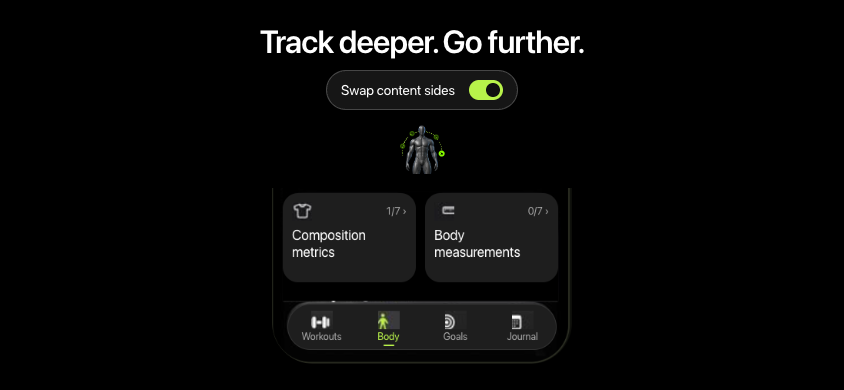 Track deeper. Go further.
Swap content sides
1/7 ›
Composition
metrics
0/7 ›
Body
measurements
Workouts
Body
Goals
Journal